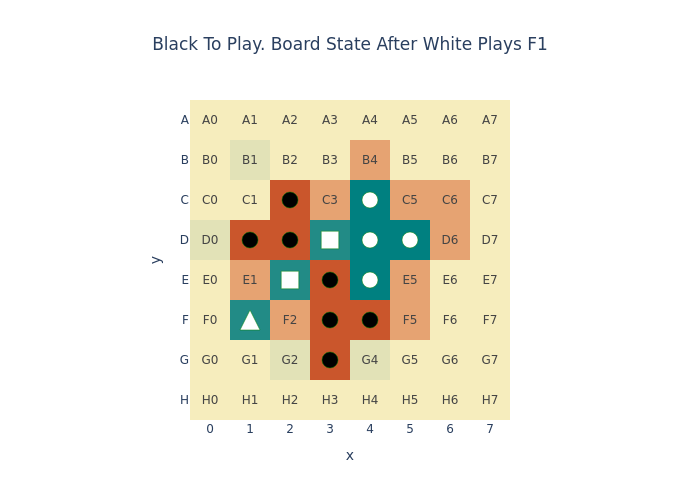 Black To Play. Board State After White Plays F1
A A0 A1 A2 A3 A4 A5 A6 A7
B B0 B1 B2 B3 B4 B5 B6 B7
C C0 C1 C3 C5 C6 C7
D D0 D6 D7
E E0 E1 E5 E6 E7
F F0 F2 F5 F6 F7
G G0 G1 G2 G4 G5 G6 G7
H H0 H1 H2 H3 H4 H5 H6 H7
0 1 2 3 4 5 6 7
x
y